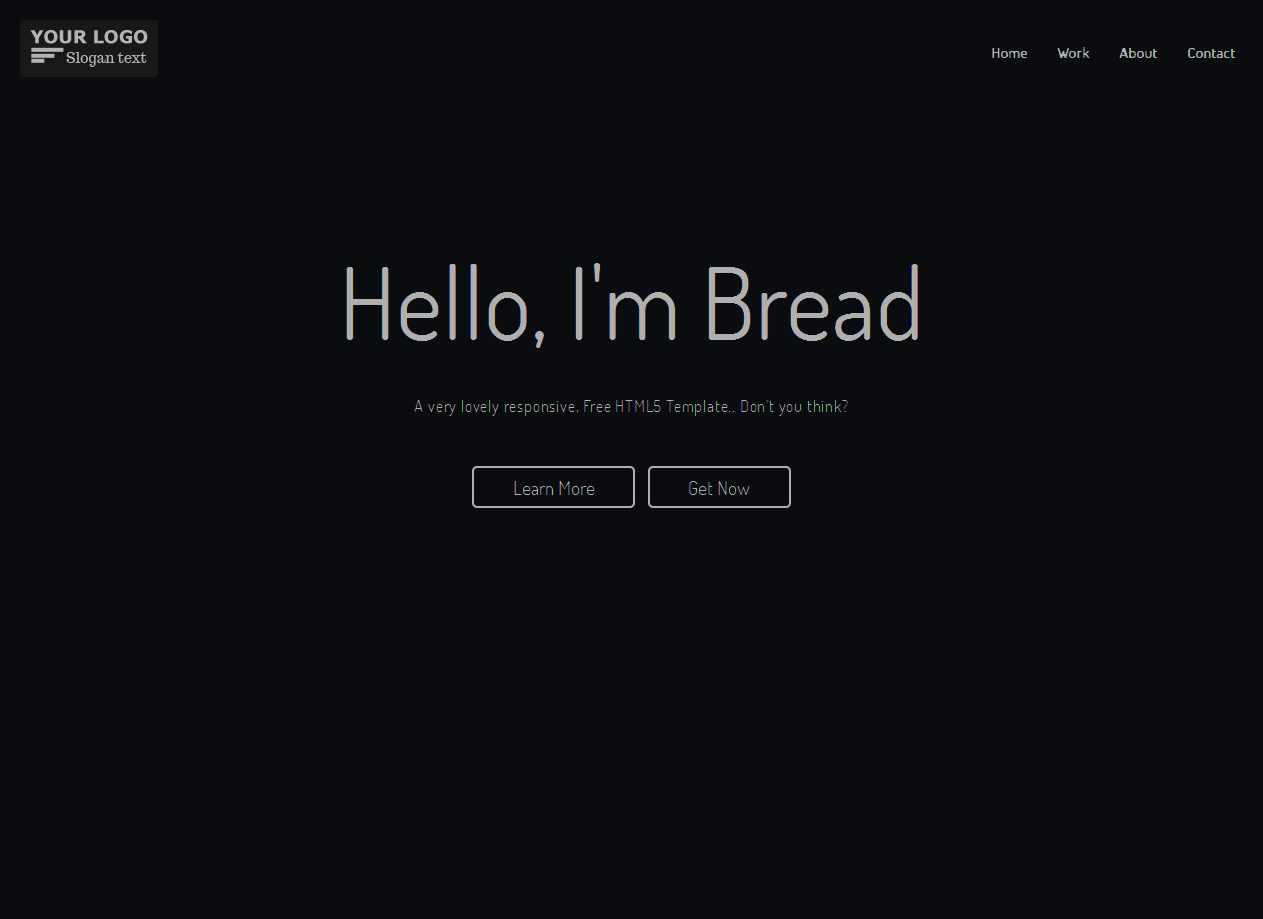 YOUR LOGO
Slogan text
Home Work About Contact
Hello, I'm Bread
A very lovely responsive, Free HTML5 Template.. Don't you think?
Learn More Get Now